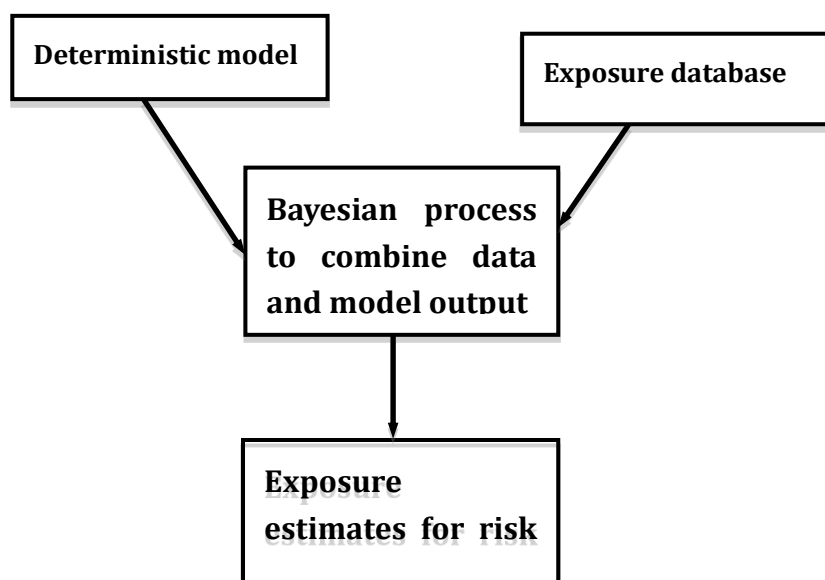 Deterministic model
Exposure database
Bayesian process
to combine data
and model output
Exposure
estimates for risk